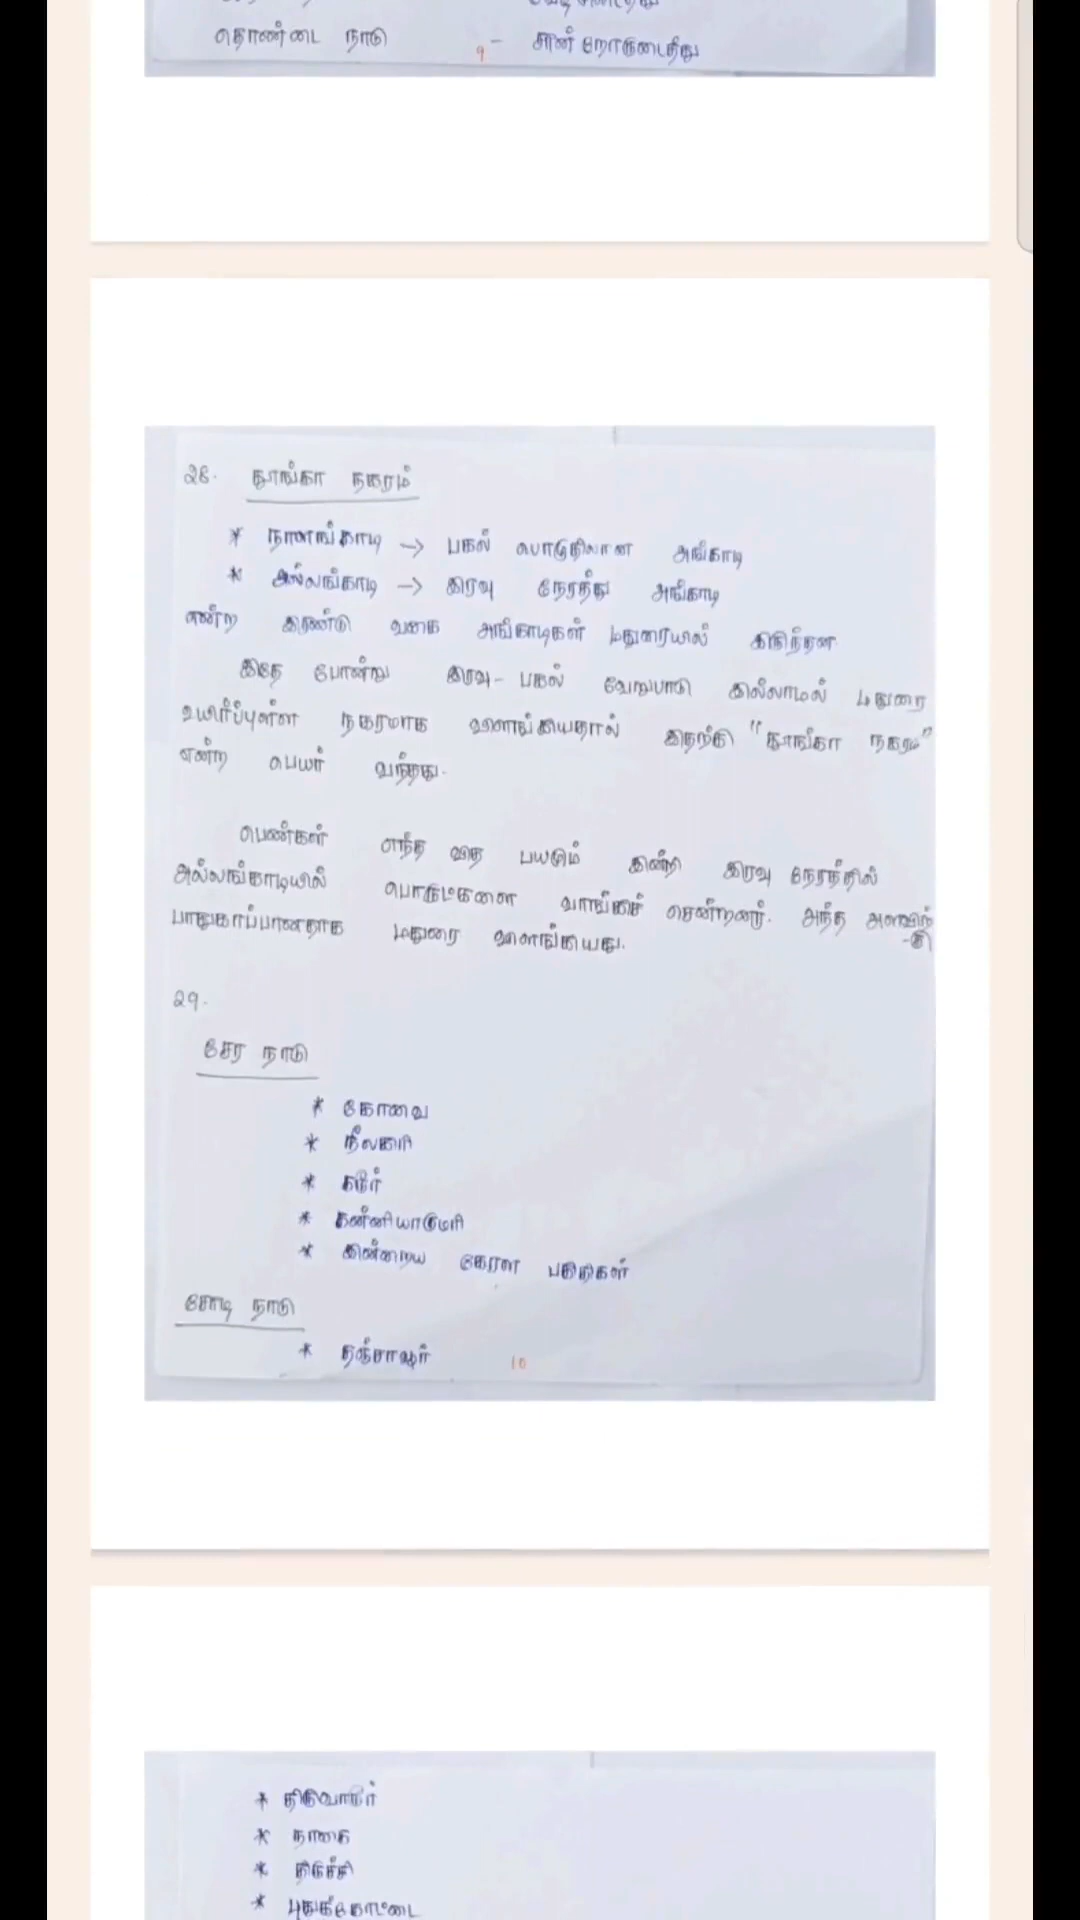 தொண்டை நாடு - சான்றோருடைத்து
9
28. தூங்கா நகரம்
* நாளங்காடி → பகல் பொழுதிலான அங்காடி
* அல்லங்காடி → இரவு நேரத்து அங்காடி
என்ற இரண்டு வகை அங்காடிகள் மதுரையில் இருந்தன.
இதே போன்று இரவு - பகல் வேறுபாடு இல்லாமல் மதுரை
உயிர்ப்புள்ள நகரமாக விளங்கியதால் இதற்கு "தூங்கா நகரம்"
என்ற பெயர் வந்தது.
பெண்கள் எந்த வித பயமும் இன்றி இரவு நேரத்தில்
அல்லங்காடியில் பொருட்களை வாங்கிச் சென்றனர். அந்த அளவிற்
-கு
பாதுகாப்பானதாக மதுரை விளங்கியது.
29.
சேர நாடு
* கோவை
* நீலகிரி
* கரூர்
* கன்னியாகுமரி
* இன்றைய கேரள பகுதிகள்
சோழ நாடு
* தஞ்சாவூர்
10
* திருவாரூர்
* நாகை
* திருச்சி
* புதுக்கோட்டை